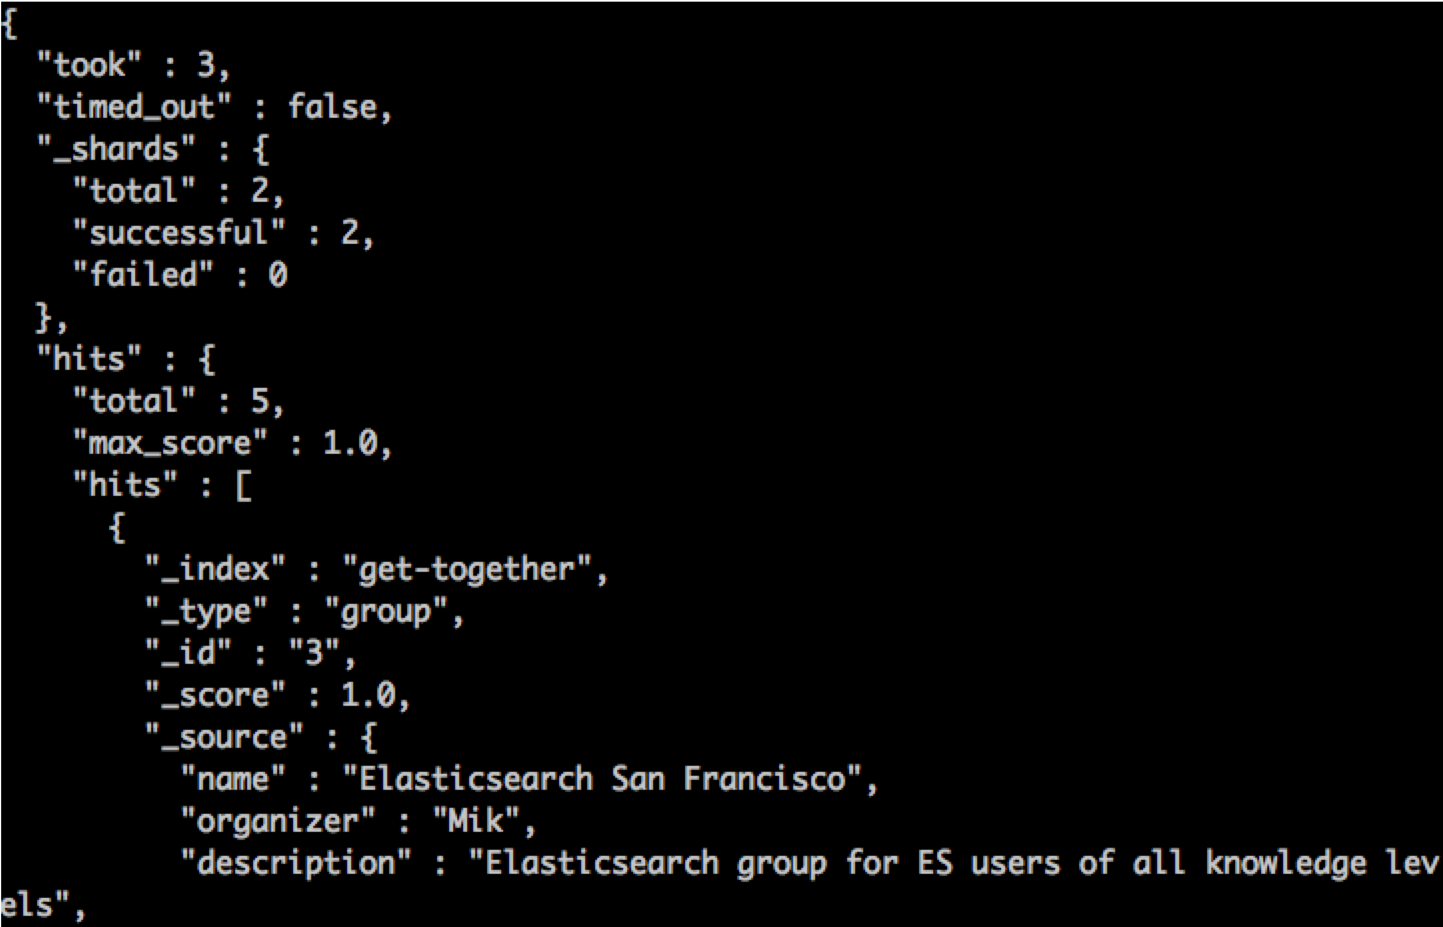 {
  "took" : 3,
  "timed_out" : false,
  "_shards" : {
    "total" : 2,
    "successful" : 2,
    "failed" : 0
  },
  "hits" : {
    "total" : 5,
    "max_score" : 1.0,
    "hits" : [
      {
        "_index" : "get-together",
        "_type" : "group",
        "_id" : "3",
        "_score" : 1.0,
        "_source" : {
          "name" : "Elasticsearch San Francisco",
          "organizer" : "Mik",
          "description" : "Elasticsearch group for ES users of all knowledge lev
els",